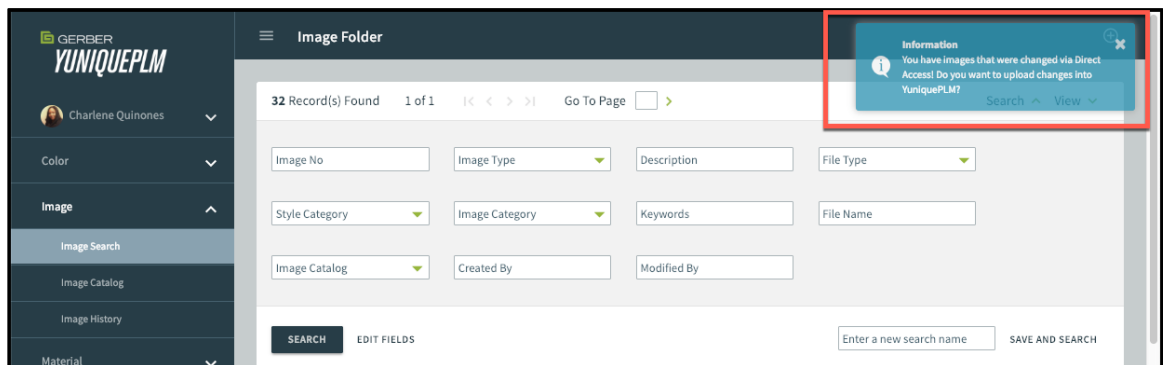 GERBER
YUNIQUEPLM
Image Folder
Information
You have images that were changed via Direct
Access! Do you want to upload changes into
YuniquePLM?
Charlene Quinones
32 Record(s) Found 1 of 1 Go To Page
Search View
Color
Image No Image Type Description File Type
Image
Style Category Image Category Keywords File Name
Image Search
Image Catalog Created By Modified By
Image Catalog
Image History
SEARCH EDIT FIELDS Enter a new search name SAVE AND SEARCH
Material